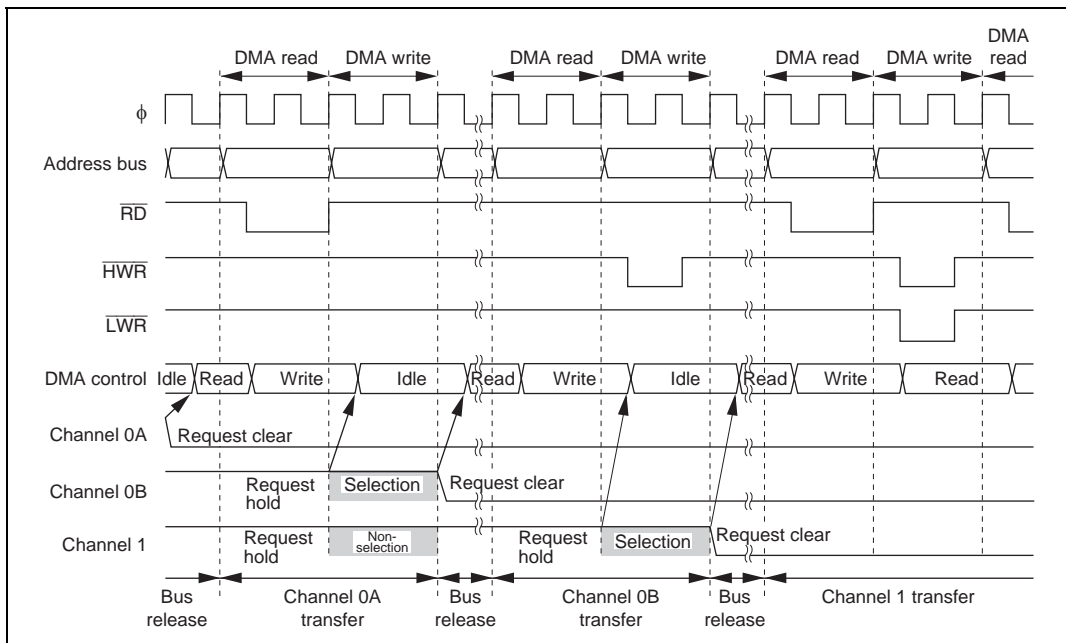 DMA read DMA write DMA read DMA write DMA read DMA write DMA read
φ
Address bus
RD
HWR
LWR
DMA control Idle Read Write Idle Read Write Idle Read Write Read
Channel 0A Request clear
Channel 0B Request hold Selection Request clear
Channel 1 Request hold Non-selection Request hold Selection Request clear
Bus release Channel 0A transfer Bus release Channel 0B transfer Bus release Channel 1 transfer